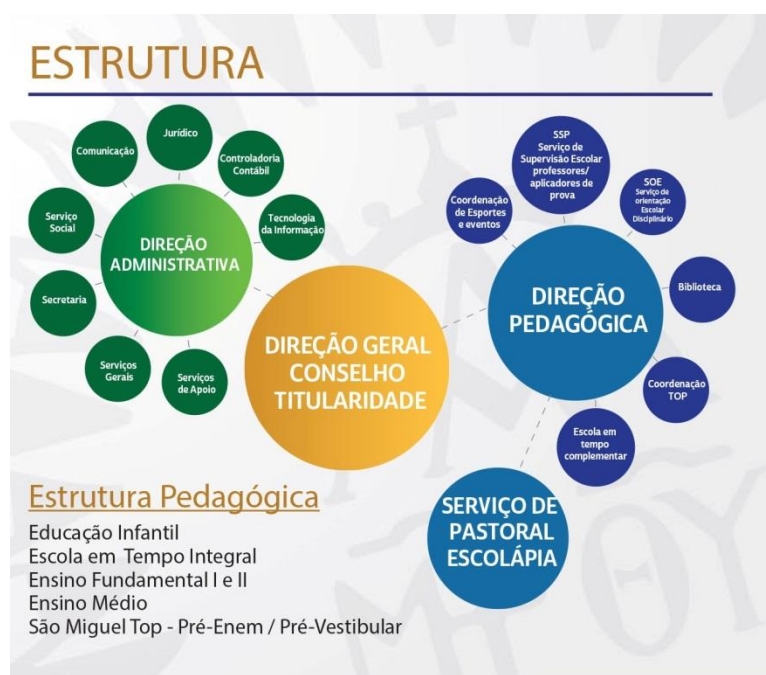 ESTRUTURA
Jurídico
Comunicação
Controladoria
Contábil
Serviço
Social
Tecnologia
da Informação
DIREÇÃO
ADMINISTRATIVA
Secretaria
Serviços
Gerais
Serviços
de Apoio
DIREÇÃO GERAL
CONSELHO
TITULARIDADE
SSP
Serviço de
Supervisão Escolar
professores/
aplicadores de
prova
Coordenação
de Esportes
e eventos
SOE
Serviço de
orientação
Escolar
Disciplinário
DIREÇÃO
PEDAGÓGICA
Biblioteca
Coordenação
TOP
Escola em
tempo
complementar
SERVIÇO DE
PASTORAL
ESCOLÁPIA
Estrutura Pedagógica
Educação Infantil
Escola em Tempo Integral
Ensino Fundamental I e II
Ensino Médio
São Miguel Top - Pré-Enem / Pré-Vestibular